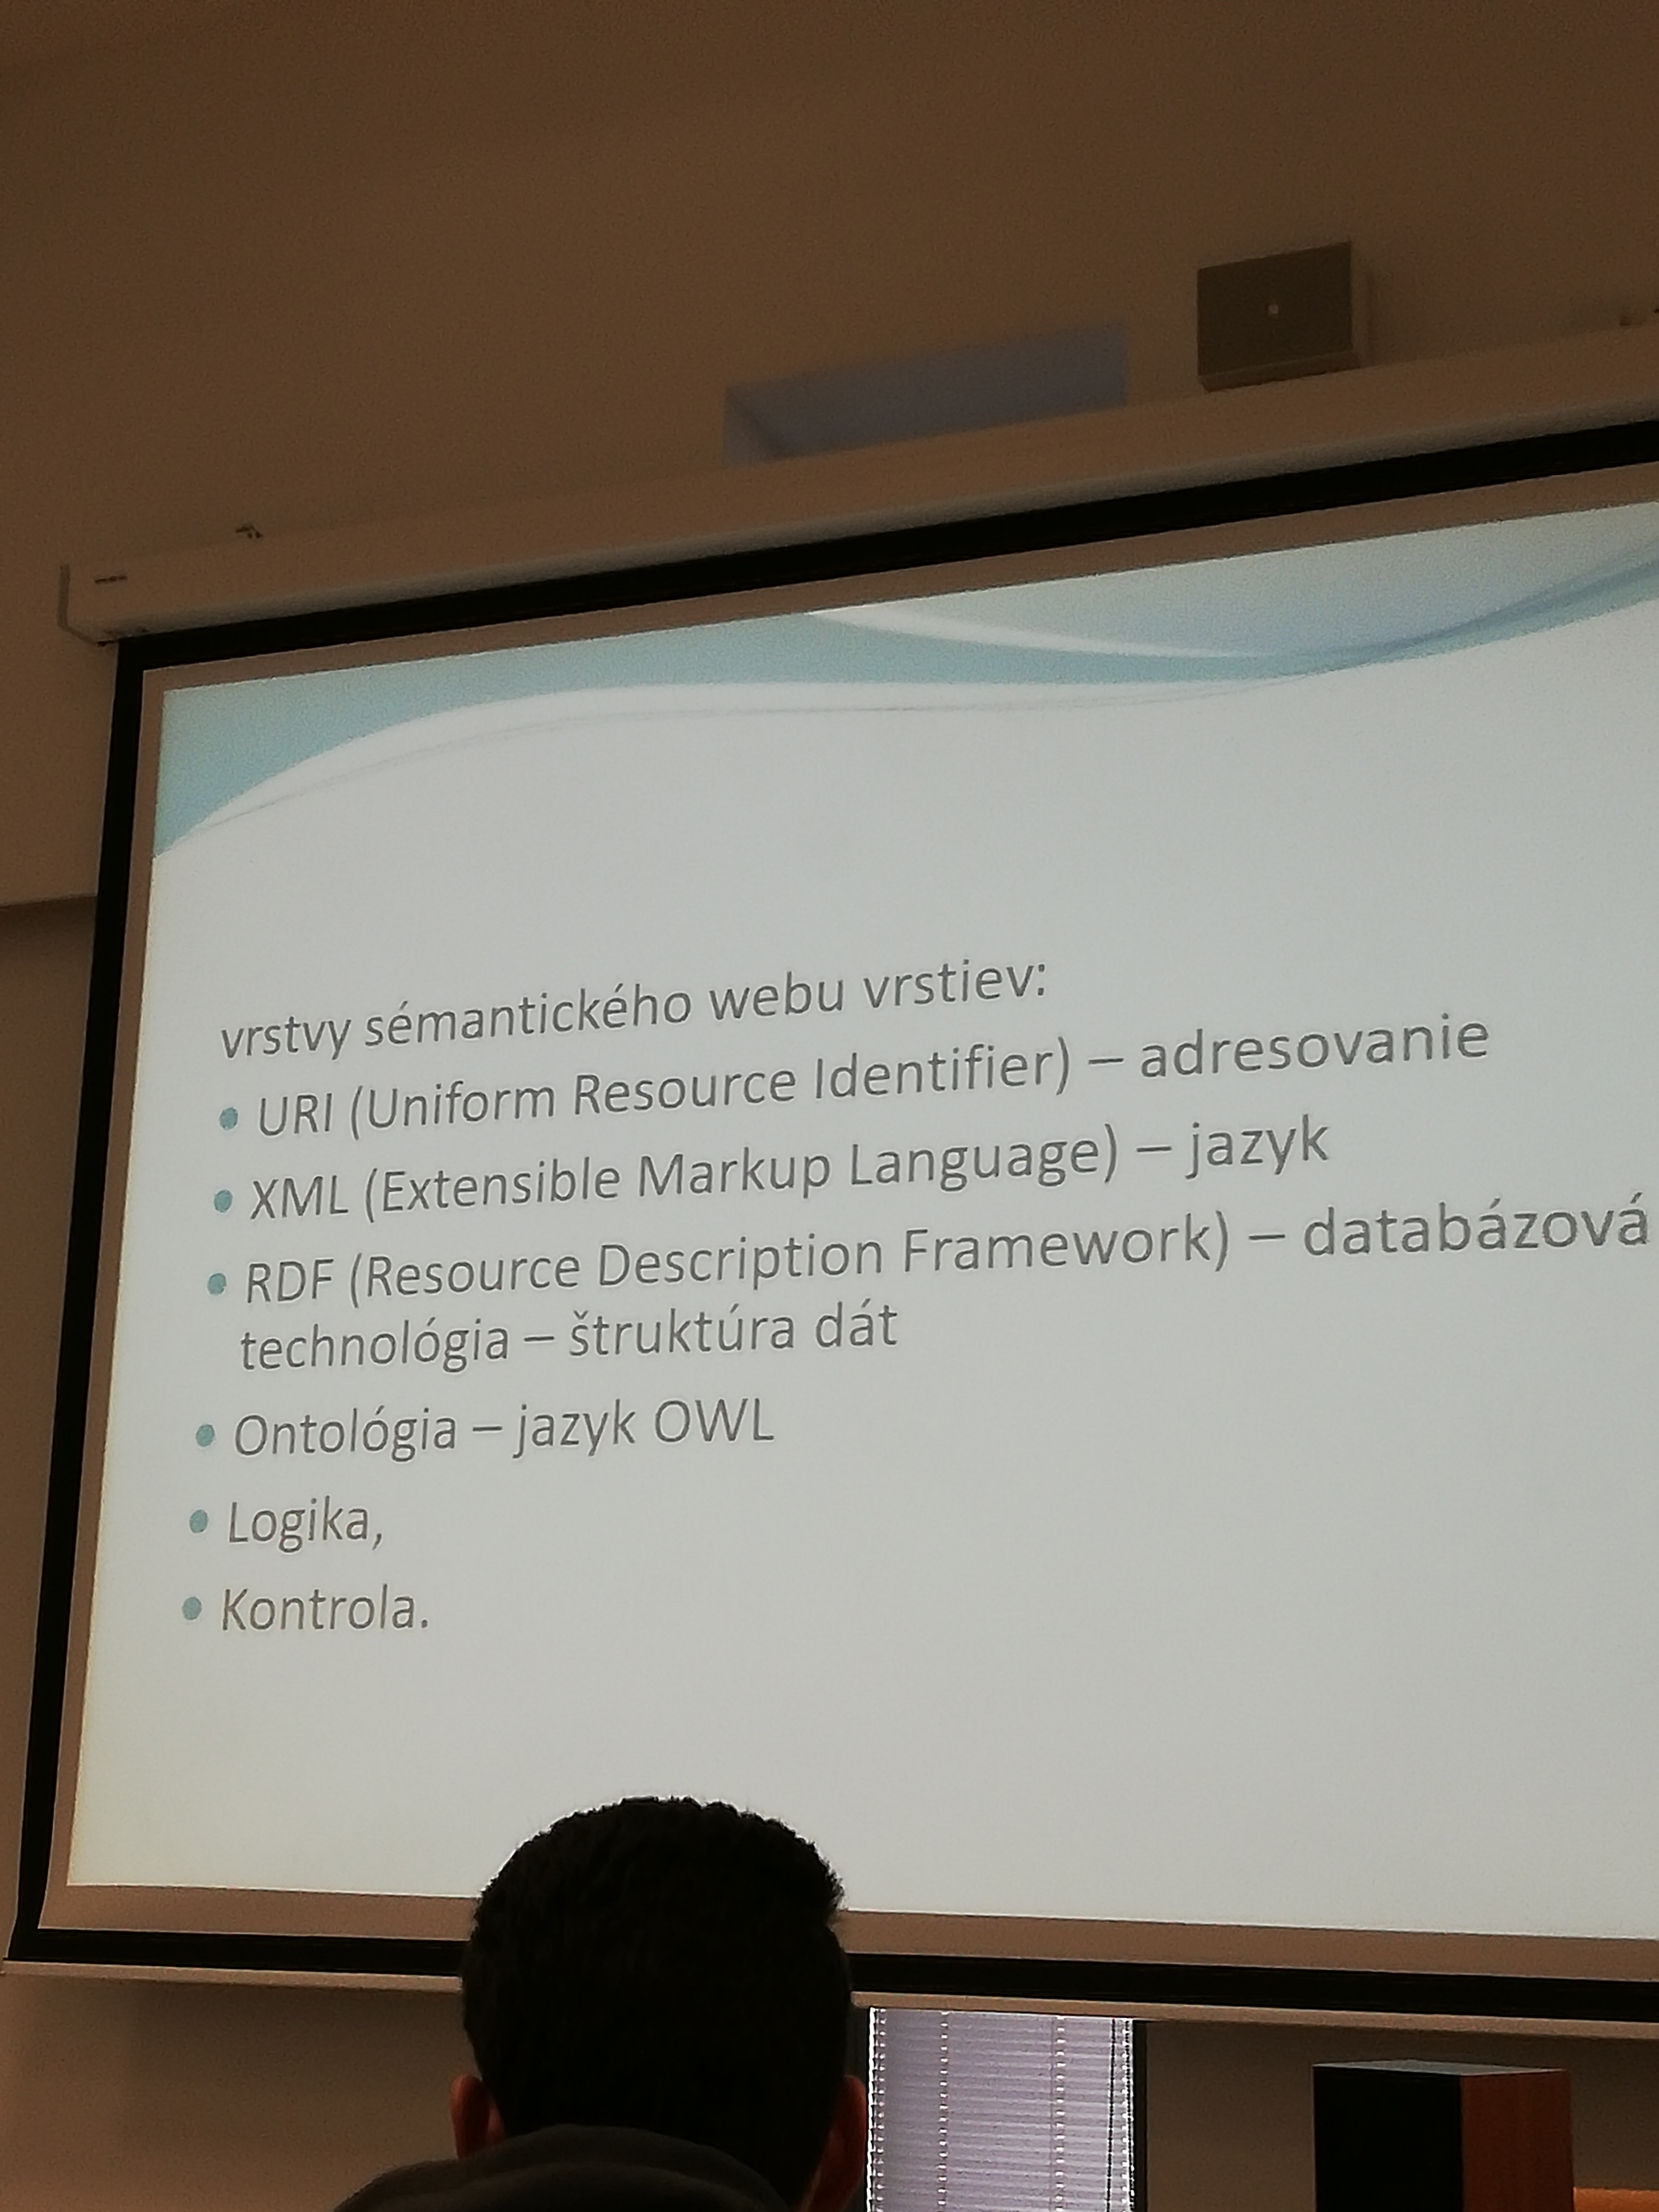 vrstvy sémantického webu vrstiev:
• URI (Uniform Resource Identifier) – adresovanie
• XML (Extensible Markup Language) – jazyk
• RDF (Resource Description Framework) – databázová
technológia – štruktúra dát
• Ontológia – jazyk OWL
• Logika,
• Kontrola.